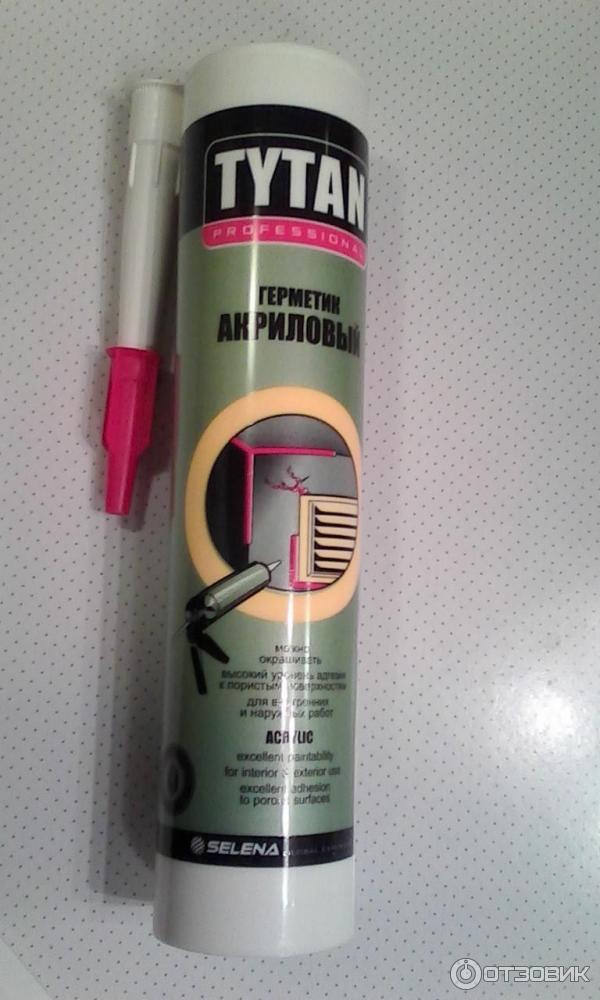 TYTAN
PROFESSIONAL
ГЕРМЕТИК
АКРИЛОВЫЙ
можно
окрашивать
высокий уровень адгезии
к пористым поверхностям
для внутренних
и наружных работ
ACRYLIC
excellent paintability
for interior & exterior use
excellent adhesion
to porous surfaces
SELENA
ОТЗОВИК